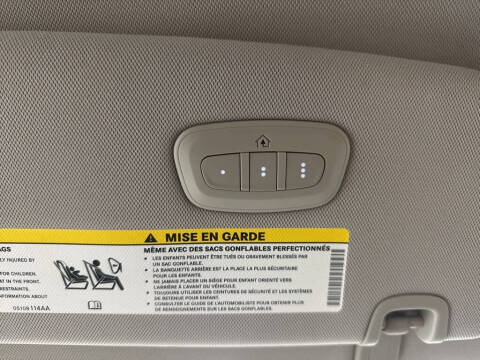 MISE EN GARDE
AGS
MÊME AVEC DES SACS GONFLABLES PERFECTIONNÉS
LY INJURED BY
• LES ENFANTS PEUVENT ÊTRE TUÉS OU GRAVEMENT BLESSÉS PAR
UN SAC GONFLABLE.
FOR CHILDREN.
• LA BANQUETTE ARRIÈRE EST LA PLACE LA PLUS SÉCURITAIRE
POUR LES ENFANTS.
T IN THE FRONT.
• NE JAMAIS PLACER UN SIÈGE POUR ENFANT ORIENTÉ VERS
L'ARRIÈRE À L'AVANT DU VÉHICULE.
RESTRAINTS.
• TOUJOURS UTILISER LES CEINTURES DE SÉCURITÉ ET LES SYSTÈMES
DE RETENUE POUR ENFANT.
NFORMATION ABOUT
• CONSULTER LE GUIDE DE L'AUTOMOBILISTE POUR OBTENIR PLUS
DE RENSEIGNEMENTS SUR LES SACS GONFLABLES.
05108114AA